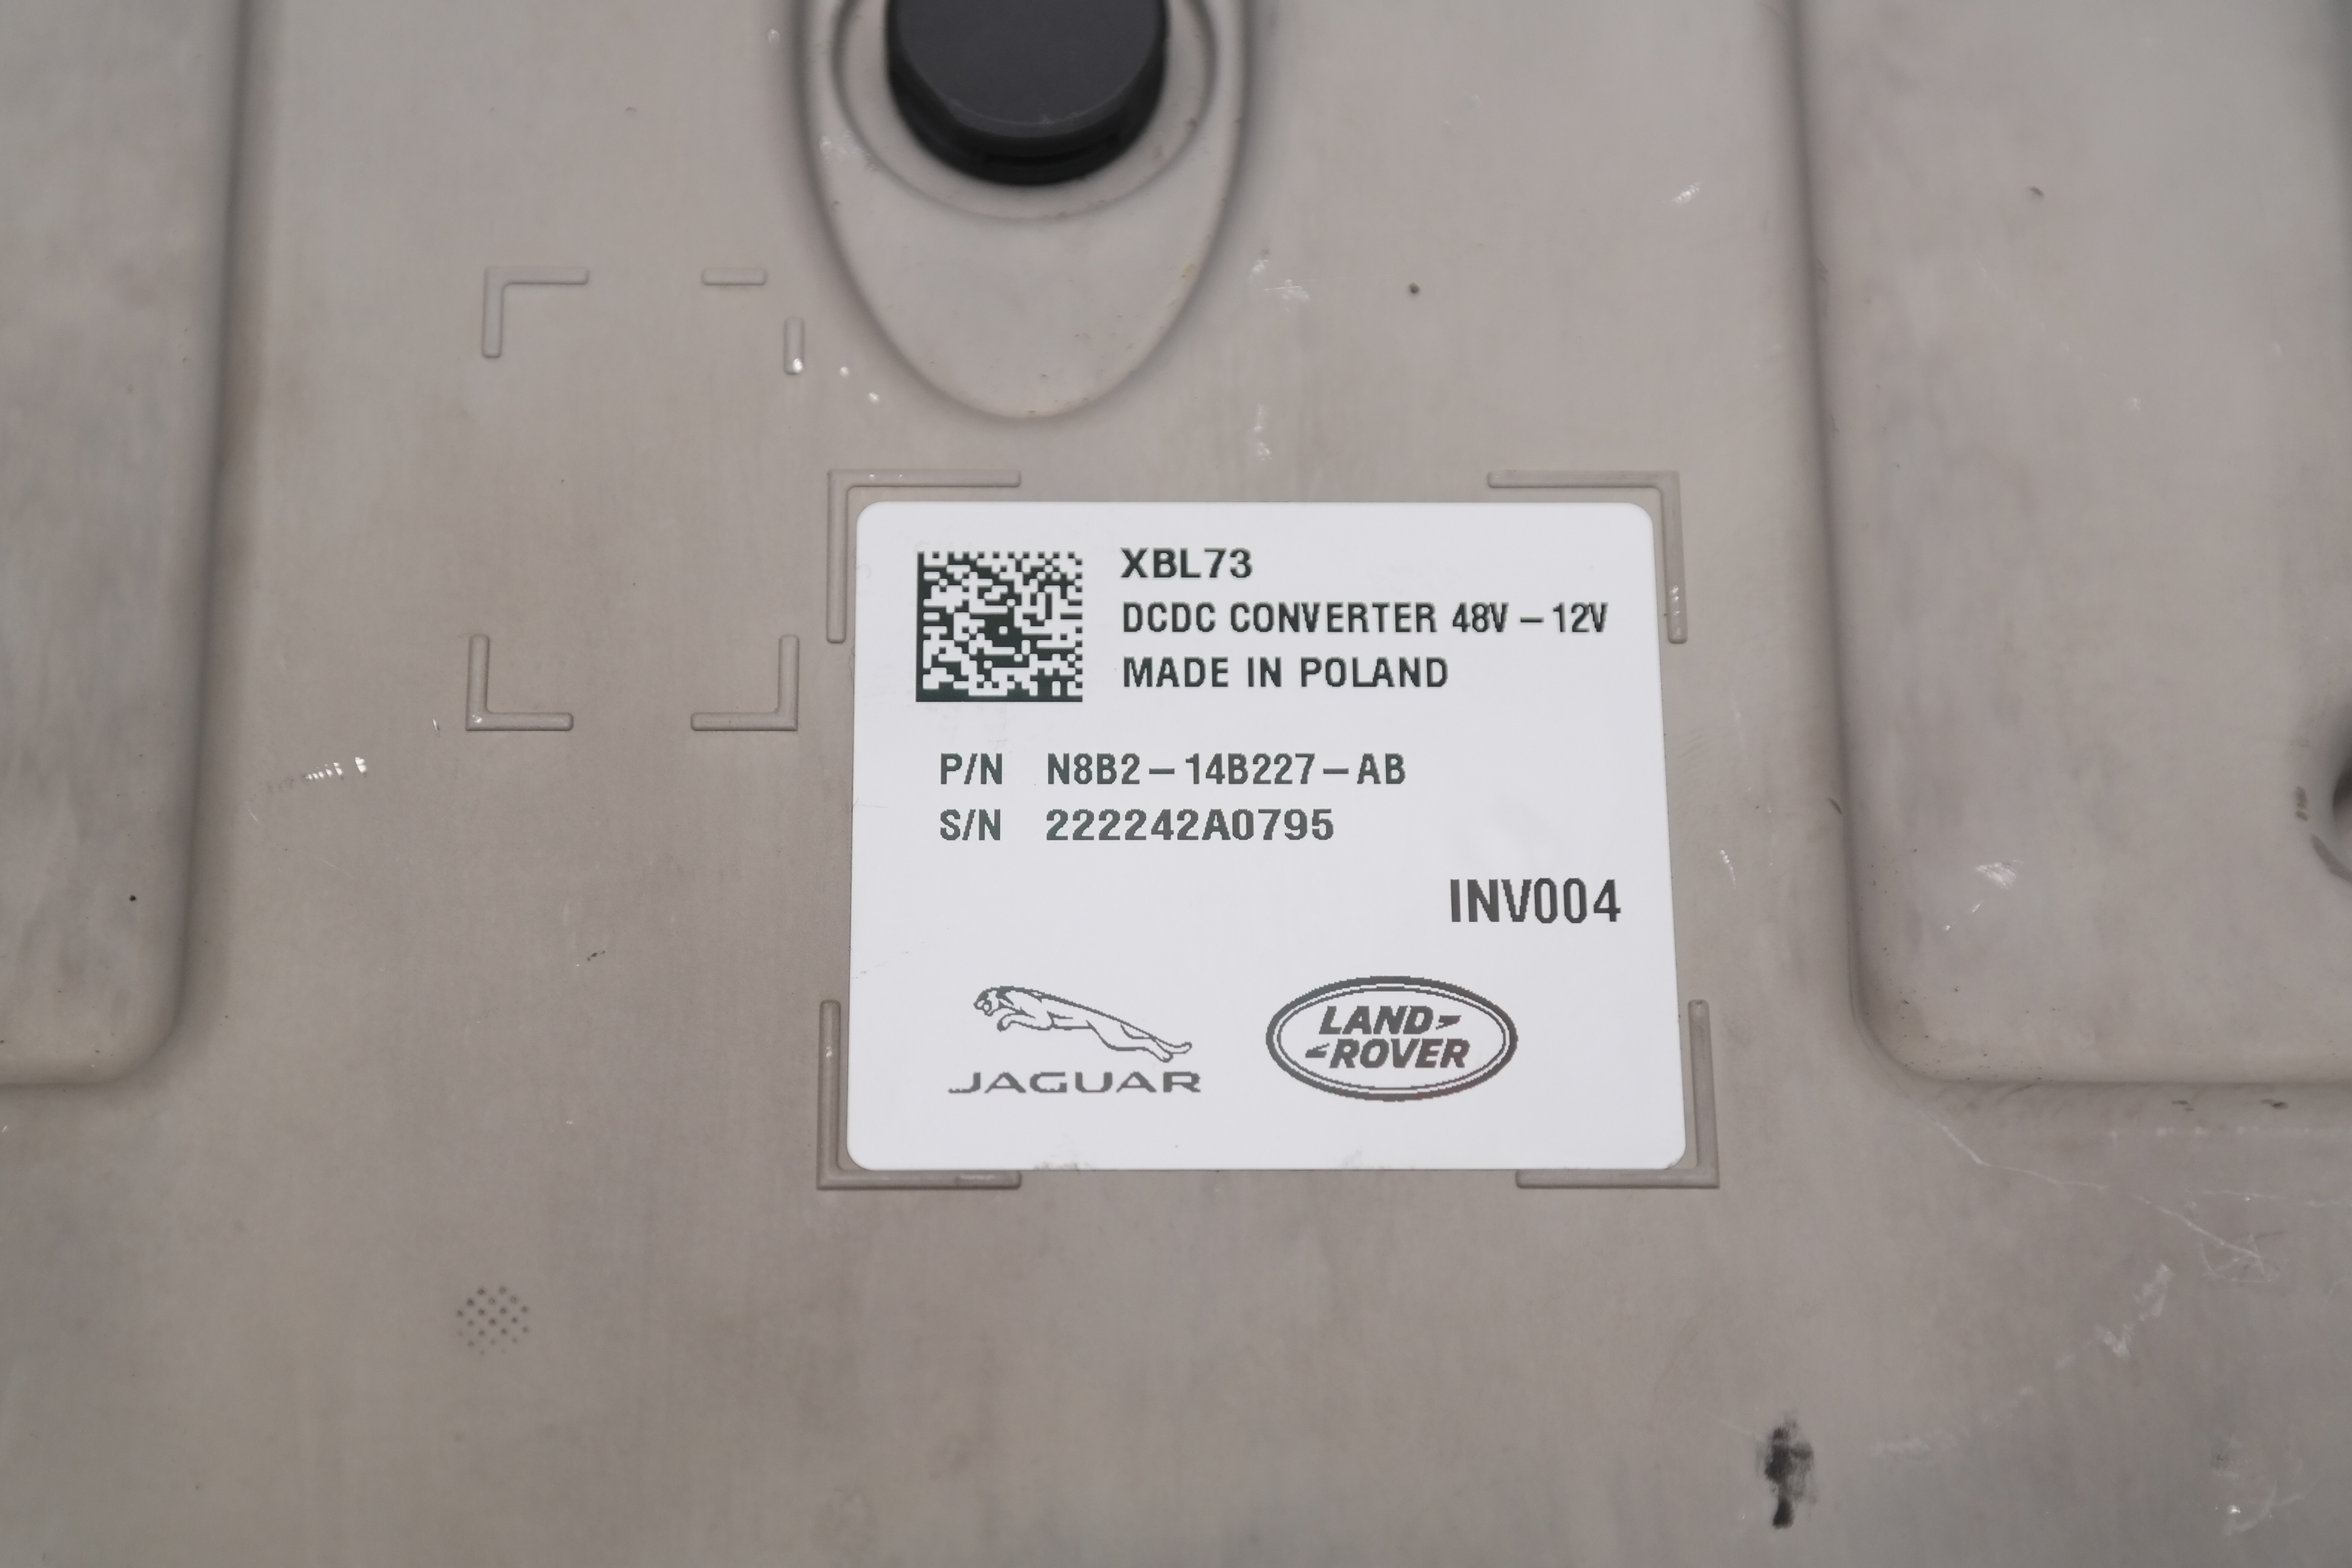 XBL73
DCDC CONVERTER 48V – 12V
MADE IN POLAND
P/N N8B2 – 14B227 – AB
S/N 222242A0795
INV004
JAGUAR
LAND-
-ROVER